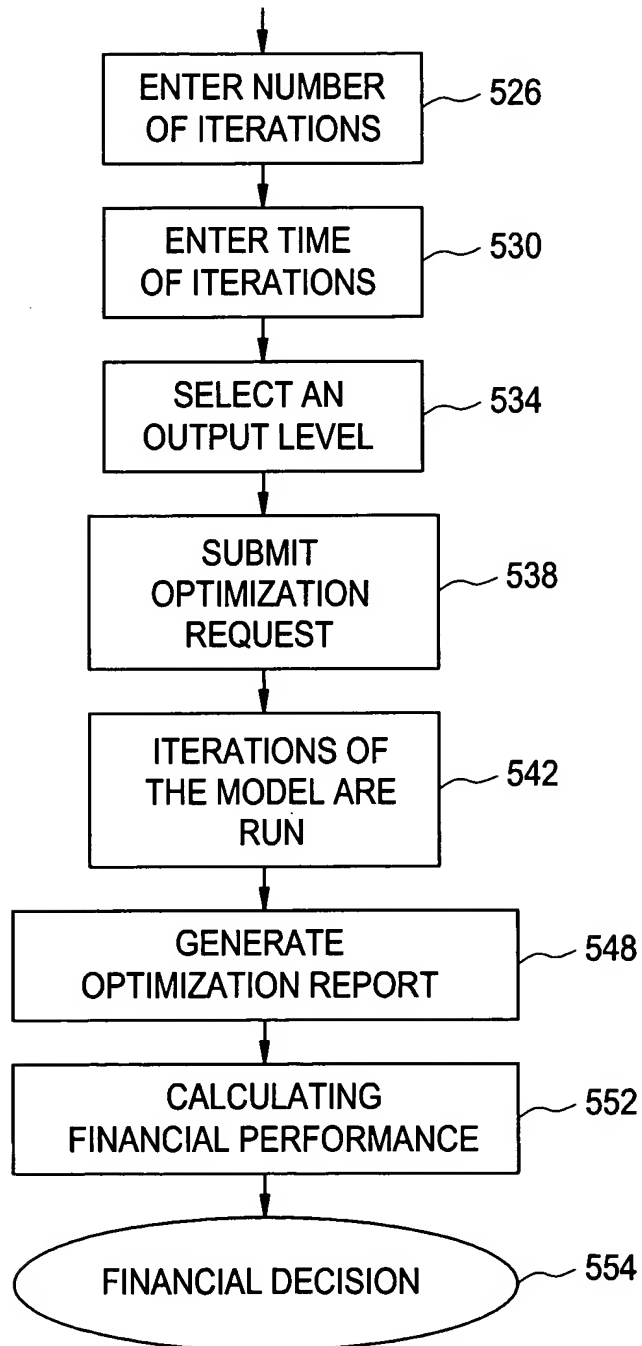 ENTER NUMBER
OF ITERATIONS
526
ENTER TIME
OF ITERATIONS
530
SELECT AN
OUTPUT LEVEL
534
SUBMIT
OPTIMIZATION
REQUEST
538
ITERATIONS OF
THE MODEL ARE
RUN
542
GENERATE
OPTIMIZATION REPORT
548
CALCULATING
FINANCIAL PERFORMANCE
552
FINANCIAL DECISION
554